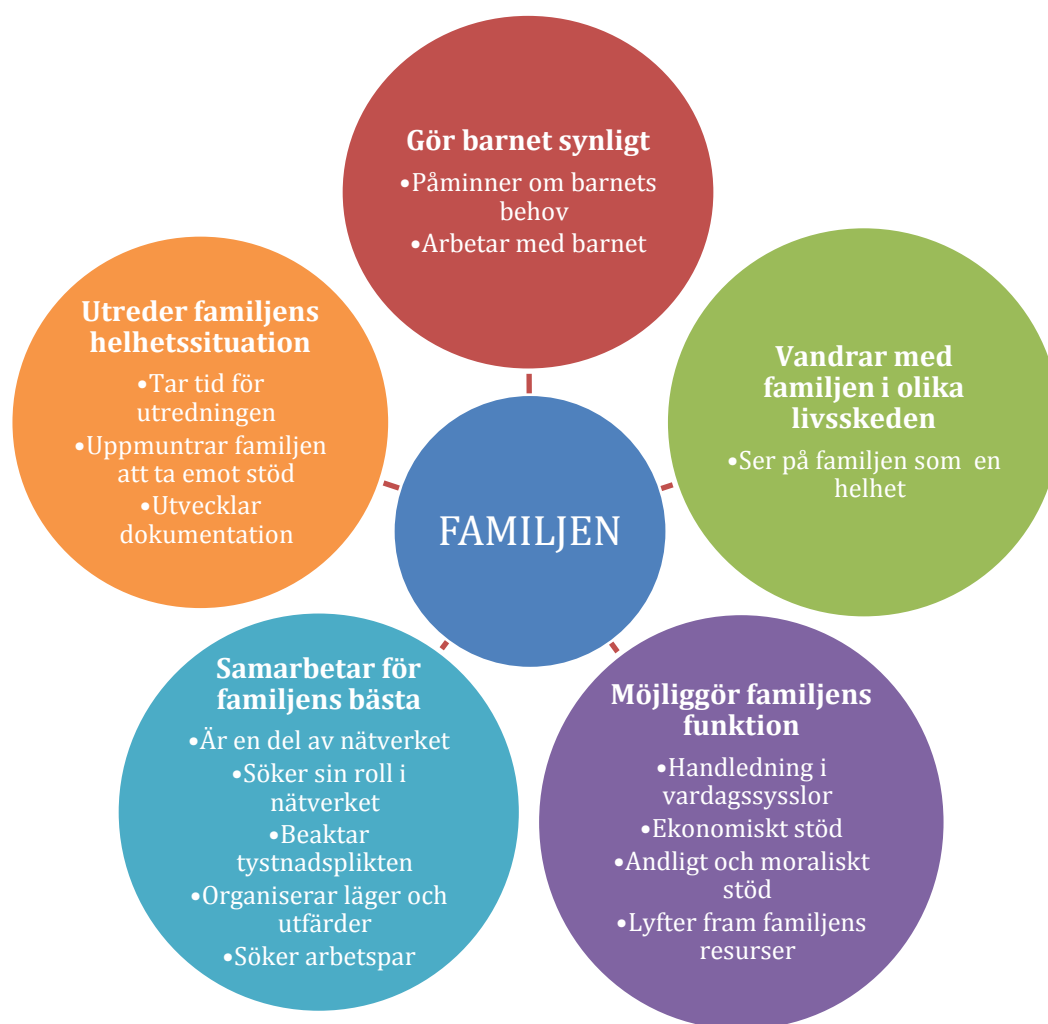 Gör barnet synligt
•Påminner om barnets
behov
•Arbetar med barnet
Utreder familjens
helhetssituation
•Tar tid för
utredningen
•Uppmuntrar familjen
att ta emot stöd
•Utvecklar
dokumentation
Vandrar med
familjen i olika
livsskeden
•Ser på familjen som  en
helhet
FAMILJEN
Samarbetar för
familjens bästa
•Är en del av nätverket
•Söker sin roll i
nätverket
•Beaktar
tystnadsplikten
•Organiserar läger och
utfärder
•Söker arbetspar
Möjliggör familjens
funktion
•Handledning i
vardagssysslor
•Ekonomiskt stöd
•Andligt och moraliskt
stöd
•Lyfter fram familjens
resurser